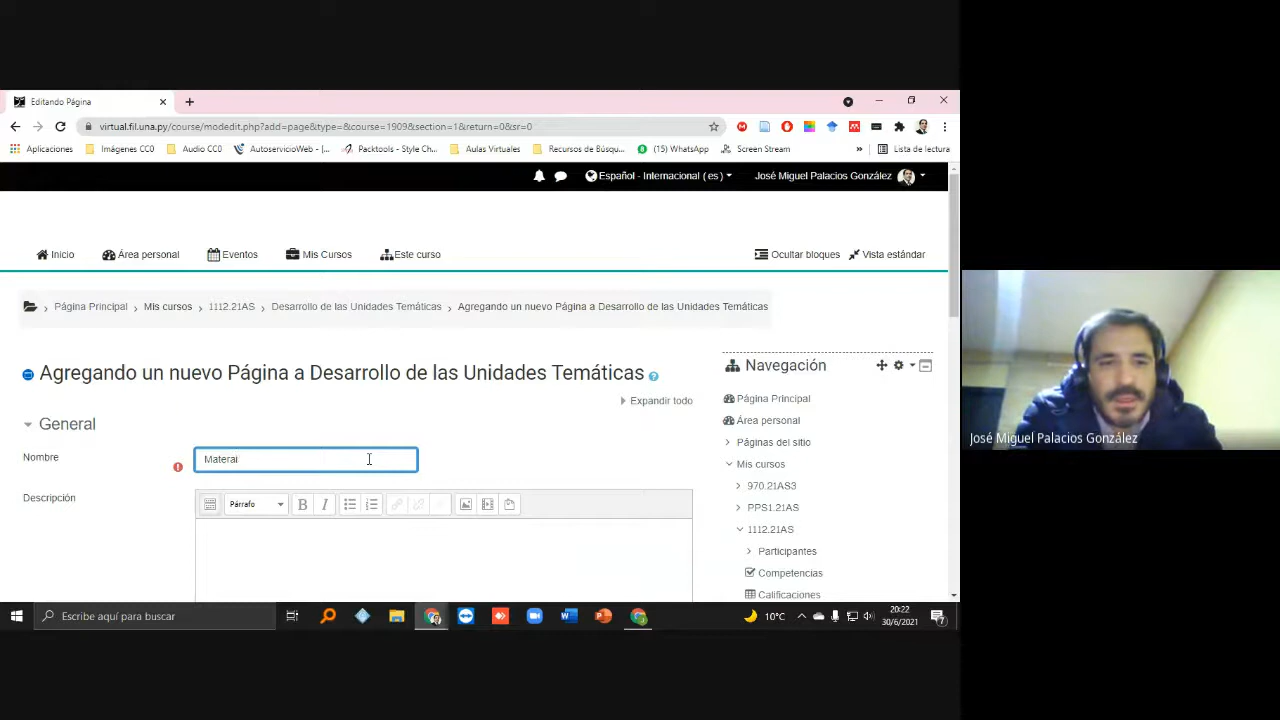 Editando Página
virtual.fil.una.py/course/modedit.php?add=page&type=&course=1909&section=1&return=0&sr=0
Aplicaciones
Imágenes CC0
Audio CC0
AutoservicioWeb - (...
Packtools - Style Ch...
Aulas Virtuales
Recursos de Búsqu...
(15) WhatsApp
Screen Stream
»
Lista de lectura
Español - Internacional ( es )
José Miguel Palacios González
Inicio
Área personal
Eventos
Mis Cursos
Este curso
Ocultar bloques
Vista estándar
Página Principal
Mis cursos
1112.21AS
Desarrollo de las Unidades Temáticas
Agregando un nuevo Página a Desarrollo de las Unidades Temáticas
Agregando un nuevo Página a Desarrollo de las Unidades Temáticas
Expandir todo
General
Nombre
Materai
Descripción
Párrafo
B
I
Navegación
Página Principal
Área personal
Páginas del sitio
Mis cursos
970.21AS3
PPS1.21AS
1112.21AS
Participantes
Competencias
Calificaciones
José Miguel Palacios González
Escribe aquí para buscar
10°C
20:22
30/6/2021
7